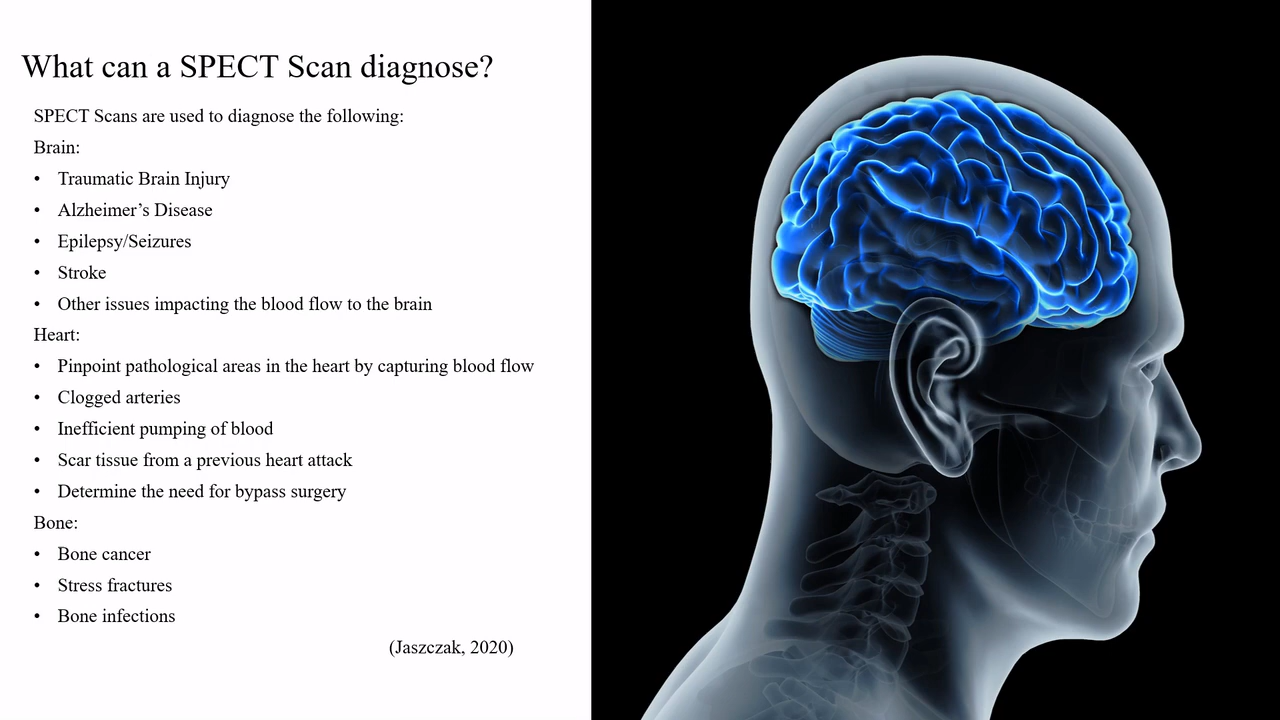 What can a SPECT Scan diagnose?
SPECT Scans are used to diagnose the following:
Brain:
• Traumatic Brain Injury
• Alzheimer’s Disease
• Epilepsy/Seizures
• Stroke
• Other issues impacting the blood flow to the brain
Heart:
• Pinpoint pathological areas in the heart by capturing blood flow
• Clogged arteries
• Inefficient pumping of blood
• Scar tissue from a previous heart attack
• Determine the need for bypass surgery
Bone:
• Bone cancer
• Stress fractures
• Bone infections
(Jaszczak, 2020)